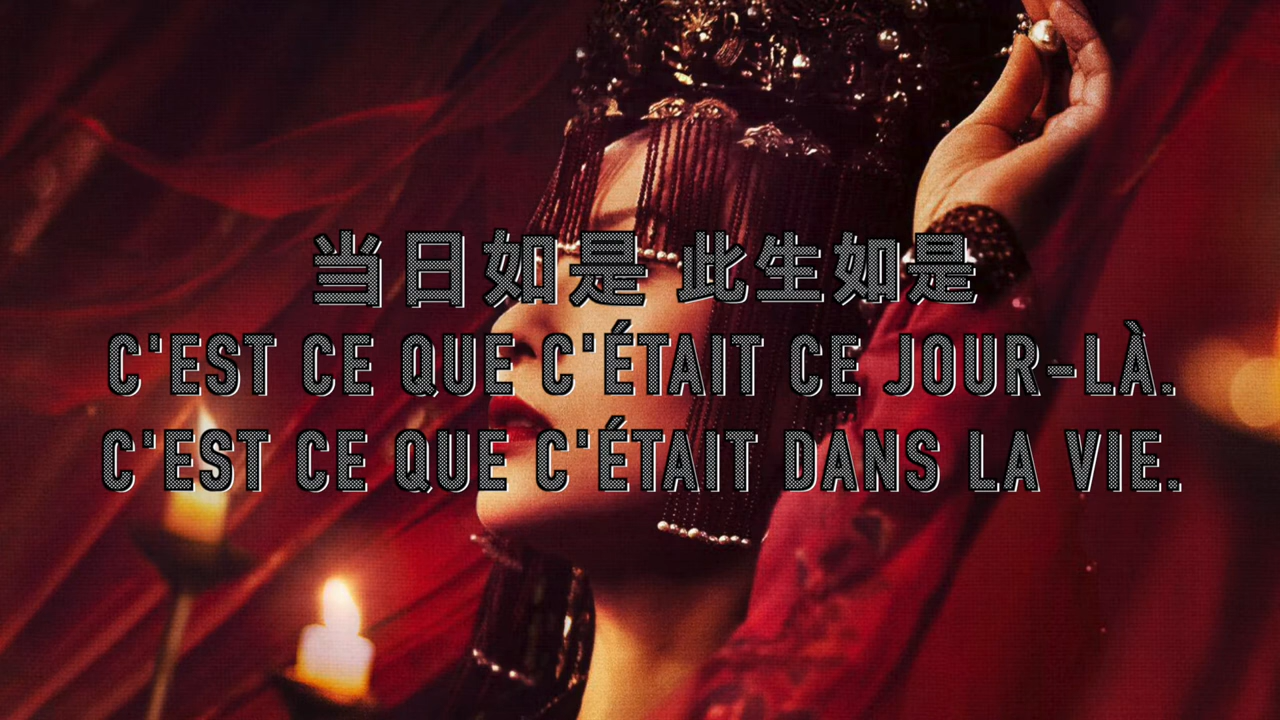 当日如是 此生如是
C'EST CE QUE C'ÉTAIT CE JOUR-LÀ.
C'EST CE QUE C'ÉTAIT DANS LA VIE.